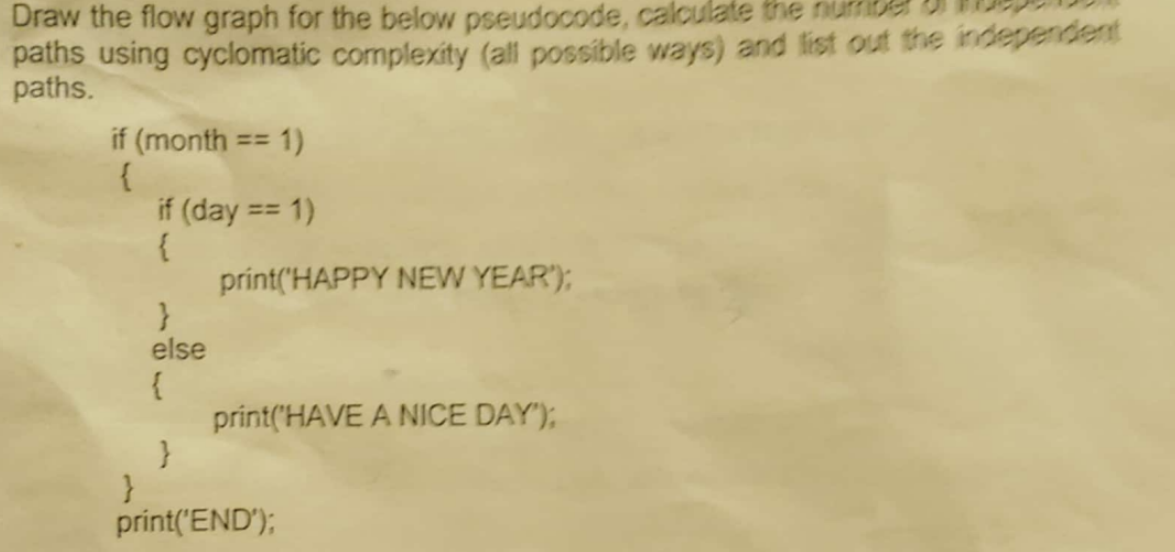 Draw the flow graph for the below pseudocode, calculate the number of
paths using cyclomatic complexity (all possible ways) and list out the independent
paths.
if (month == 1)
{
if (day == 1)
{
print('HAPPY NEW YEAR');
}
else
{
print('HAVE A NICE DAY');
}
}
print('END');